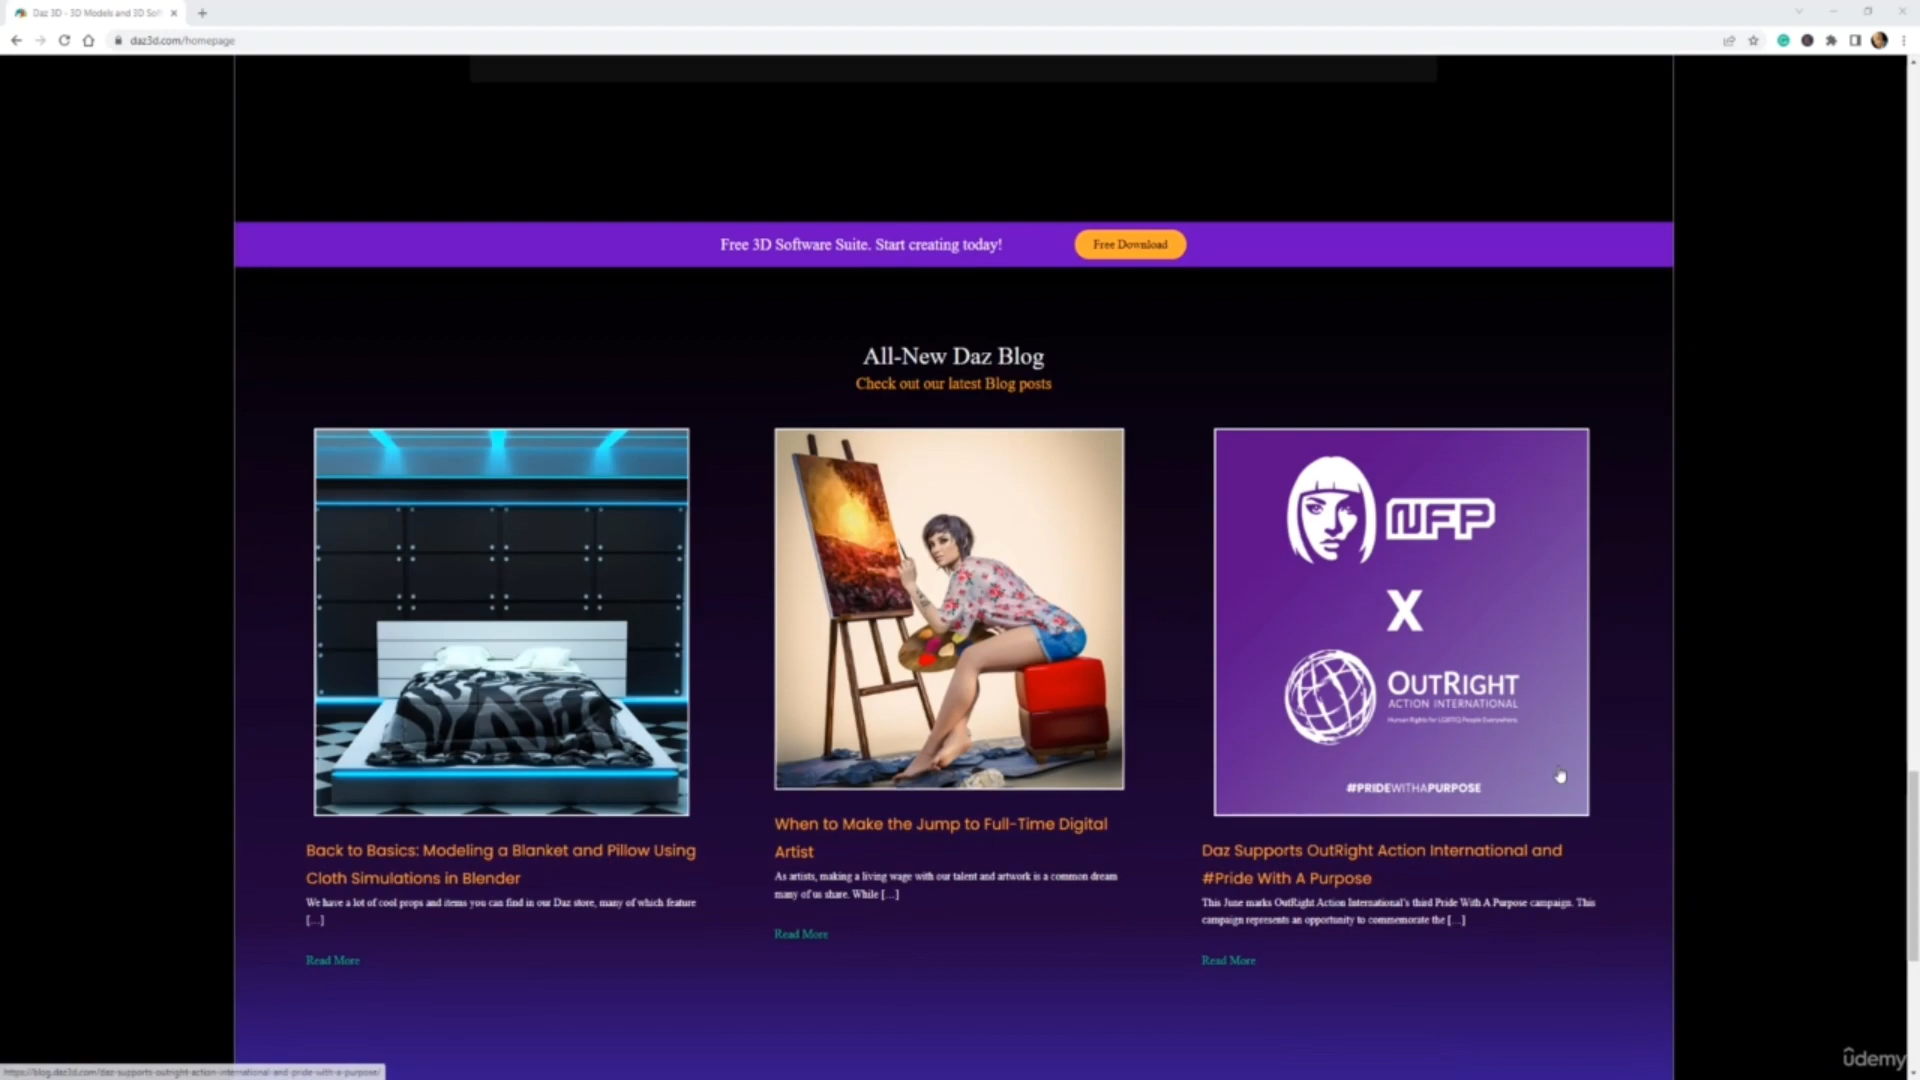 Daz 3D - 3D Models and 3D Soft
daz3d.com/homepage
Free 3D Software Suite. Start creating today!
Free Download
All-New Daz Blog
Check out our latest Blog posts
NFP
X
OUTRIGHT
ACTION INTERNATIONAL
Human Rights for LGBTIQ People Everywhere
#PRIDEWITHAPURPOSE
Back to Basics: Modeling a Blanket and Pillow Using
Cloth Simulations in Blender
We have a lot of cool props and items you can find in our Daz store, many of which feature
[…]
Read More
When to Make the Jump to Full-Time Digital
Artist
As artists, making a living wage with our talent and artwork is a common dream
many of us share. While […]
Read More
Daz Supports OutRight Action International and
#Pride With A Purpose
This June marks OutRight Action International's third Pride With A Purpose campaign. This
campaign represents an opportunity to commemorate the […]
Read More
https://blog.daz3d.com/daz-supports-outright-action-international-and-pride-with-a-purpose/
ûdemy